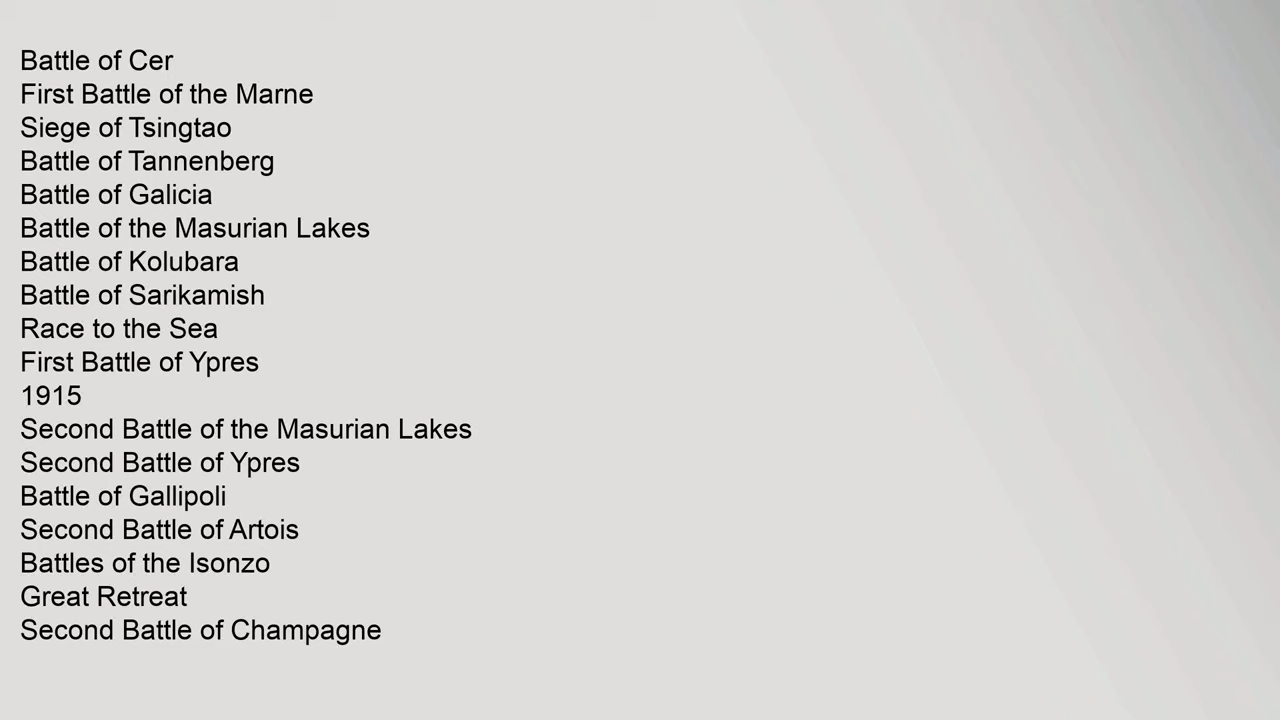 Battle of Cer
First Battle of the Marne
Siege of Tsingtao
Battle of Tannenberg
Battle of Galicia
Battle of the Masurian Lakes
Battle of Kolubara
Battle of Sarikamish
Race to the Sea
First Battle of Ypres
1915
Second Battle of the Masurian Lakes
Second Battle of Ypres
Battle of Gallipoli
Second Battle of Artois
Battles of the Isonzo
Great Retreat
Second Battle of Champagne